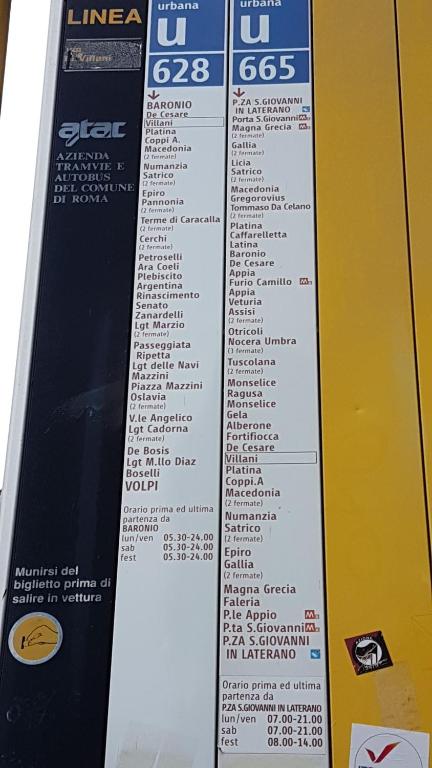 LINEA
Villani
atac
AZIENDA
TRAMVIE E
AUTOBUS
DEL COMUNE
DI ROMA
Munirsi del
biglietto prima di
salire in vettura
urbana
u
628
BARONIO
De Cesare
Villani
Platina
Coppi A.
Macedonia
(2 fermate)
Numanzia
Satrico
(2 fermate)
Epiro
Pannonia
(2 fermate)
Terme di Caracalla
(2 fermate)
Cerchi
(2 fermate)
Petroselli
Ara Coeli
Plebiscito
Argentina
Rinascimento
Senato
Zanardelli
Lgt Marzio
(2 fermate)
Passeggiata
Ripetta
Lgt delle Navi
Mazzini
Piazza Mazzini
Oslavia
(2 fermate)
V.le Angelico
Lgt Cadorna
(2 fermate)
De Bosis
Lgt M.llo Diaz
Boselli
VOLPI
Orario prima ed ultima
partenza da
BARONIO
lun/ven 05.30-24.00
sab 05.30-24.00
fest 05.30-24.00
urbana
u
665
P.ZA S.GIOVANNI
IN LATERANO
Porta S.Giovanni M
Magna Grecia M
(2 fermate)
Gallia
(2 fermate)
Licia
Satrico
(2 fermate)
Macedonia
Gregorovius
Tommaso Da Celano
(2 fermate)
Platina
Caffarelletta
Latina
Baronio
De Cesare
Appia
Furio Camillo M
Appia
Veturia
Assisi
(2 fermate)
Otricoli
Nocera Umbra
(3 fermate)
Tuscolana
(2 fermate)
Monselice
Ragusa
Monselice
Gela
Alberone
Fortifiocca
De Cesare
Villani
Platina
Coppi.A
Macedonia
(2 fermate)
Numanzia
Satrico
(2 fermate)
Epiro
Gallia
(2 fermate)
Magna Grecia
Faleria
P.le Appio M
P.ta S.Giovanni M
P.ZA S.GIOVANNI
IN LATERANO
Orario prima ed ultima
partenza da
P.ZA S.GIOVANNI IN LATERANO
lun/ven 07.00-21.00
sab 07.00-21.00
fest 08.00-14.00